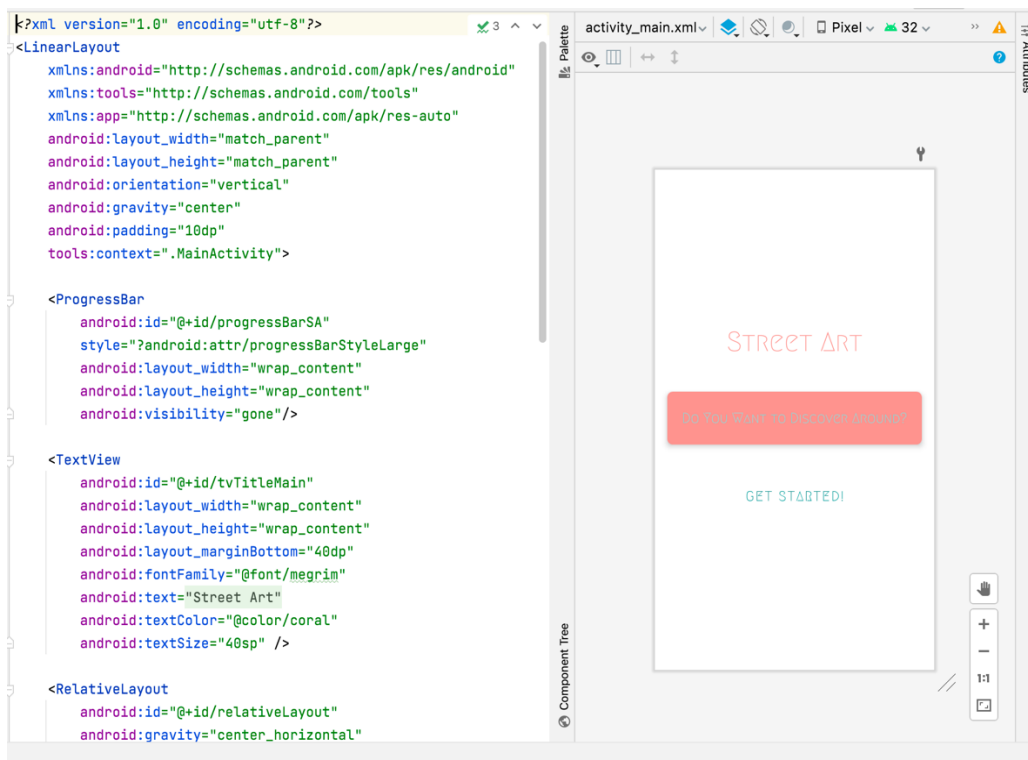 <?xml version="1.0" encoding="utf-8"?>
3
<LinearLayout
xmlns:android="http://schemas.android.com/apk/res/android"
xmlns:tools="http://schemas.android.com/tools"
xmlns:app="http://schemas.android.com/apk/res-auto"
android:layout_width="match_parent"
android:layout_height="match_parent"
android:orientation="vertical"
android:gravity="center"
android:padding="10dp"
tools:context=".MainActivity">
<ProgressBar
android:id="@+id/progressBarSA"
style="?android:attr/progressBarStyleLarge"
android:layout_width="wrap_content"
android:layout_height="wrap_content"
android:visibility="gone"/>
<TextView
android:id="@+id/tvTitleMain"
android:layout_width="wrap_content"
android:layout_height="wrap_content"
android:layout_marginBottom="40dp"
android:fontFamily="@font/megrim"
android:text="Street Art"
android:textColor="@color/coral"
android:textSize="40sp" />
<RelativeLayout
android:id="@+id/relativeLayout"
android:gravity="center_horizontal"
Palette
Component Tree
activity_main.xml Pixel 32 »
?
Street Art
Do You Want to Discover Around?
GET STARTED!
+
−
1:1
Attributes